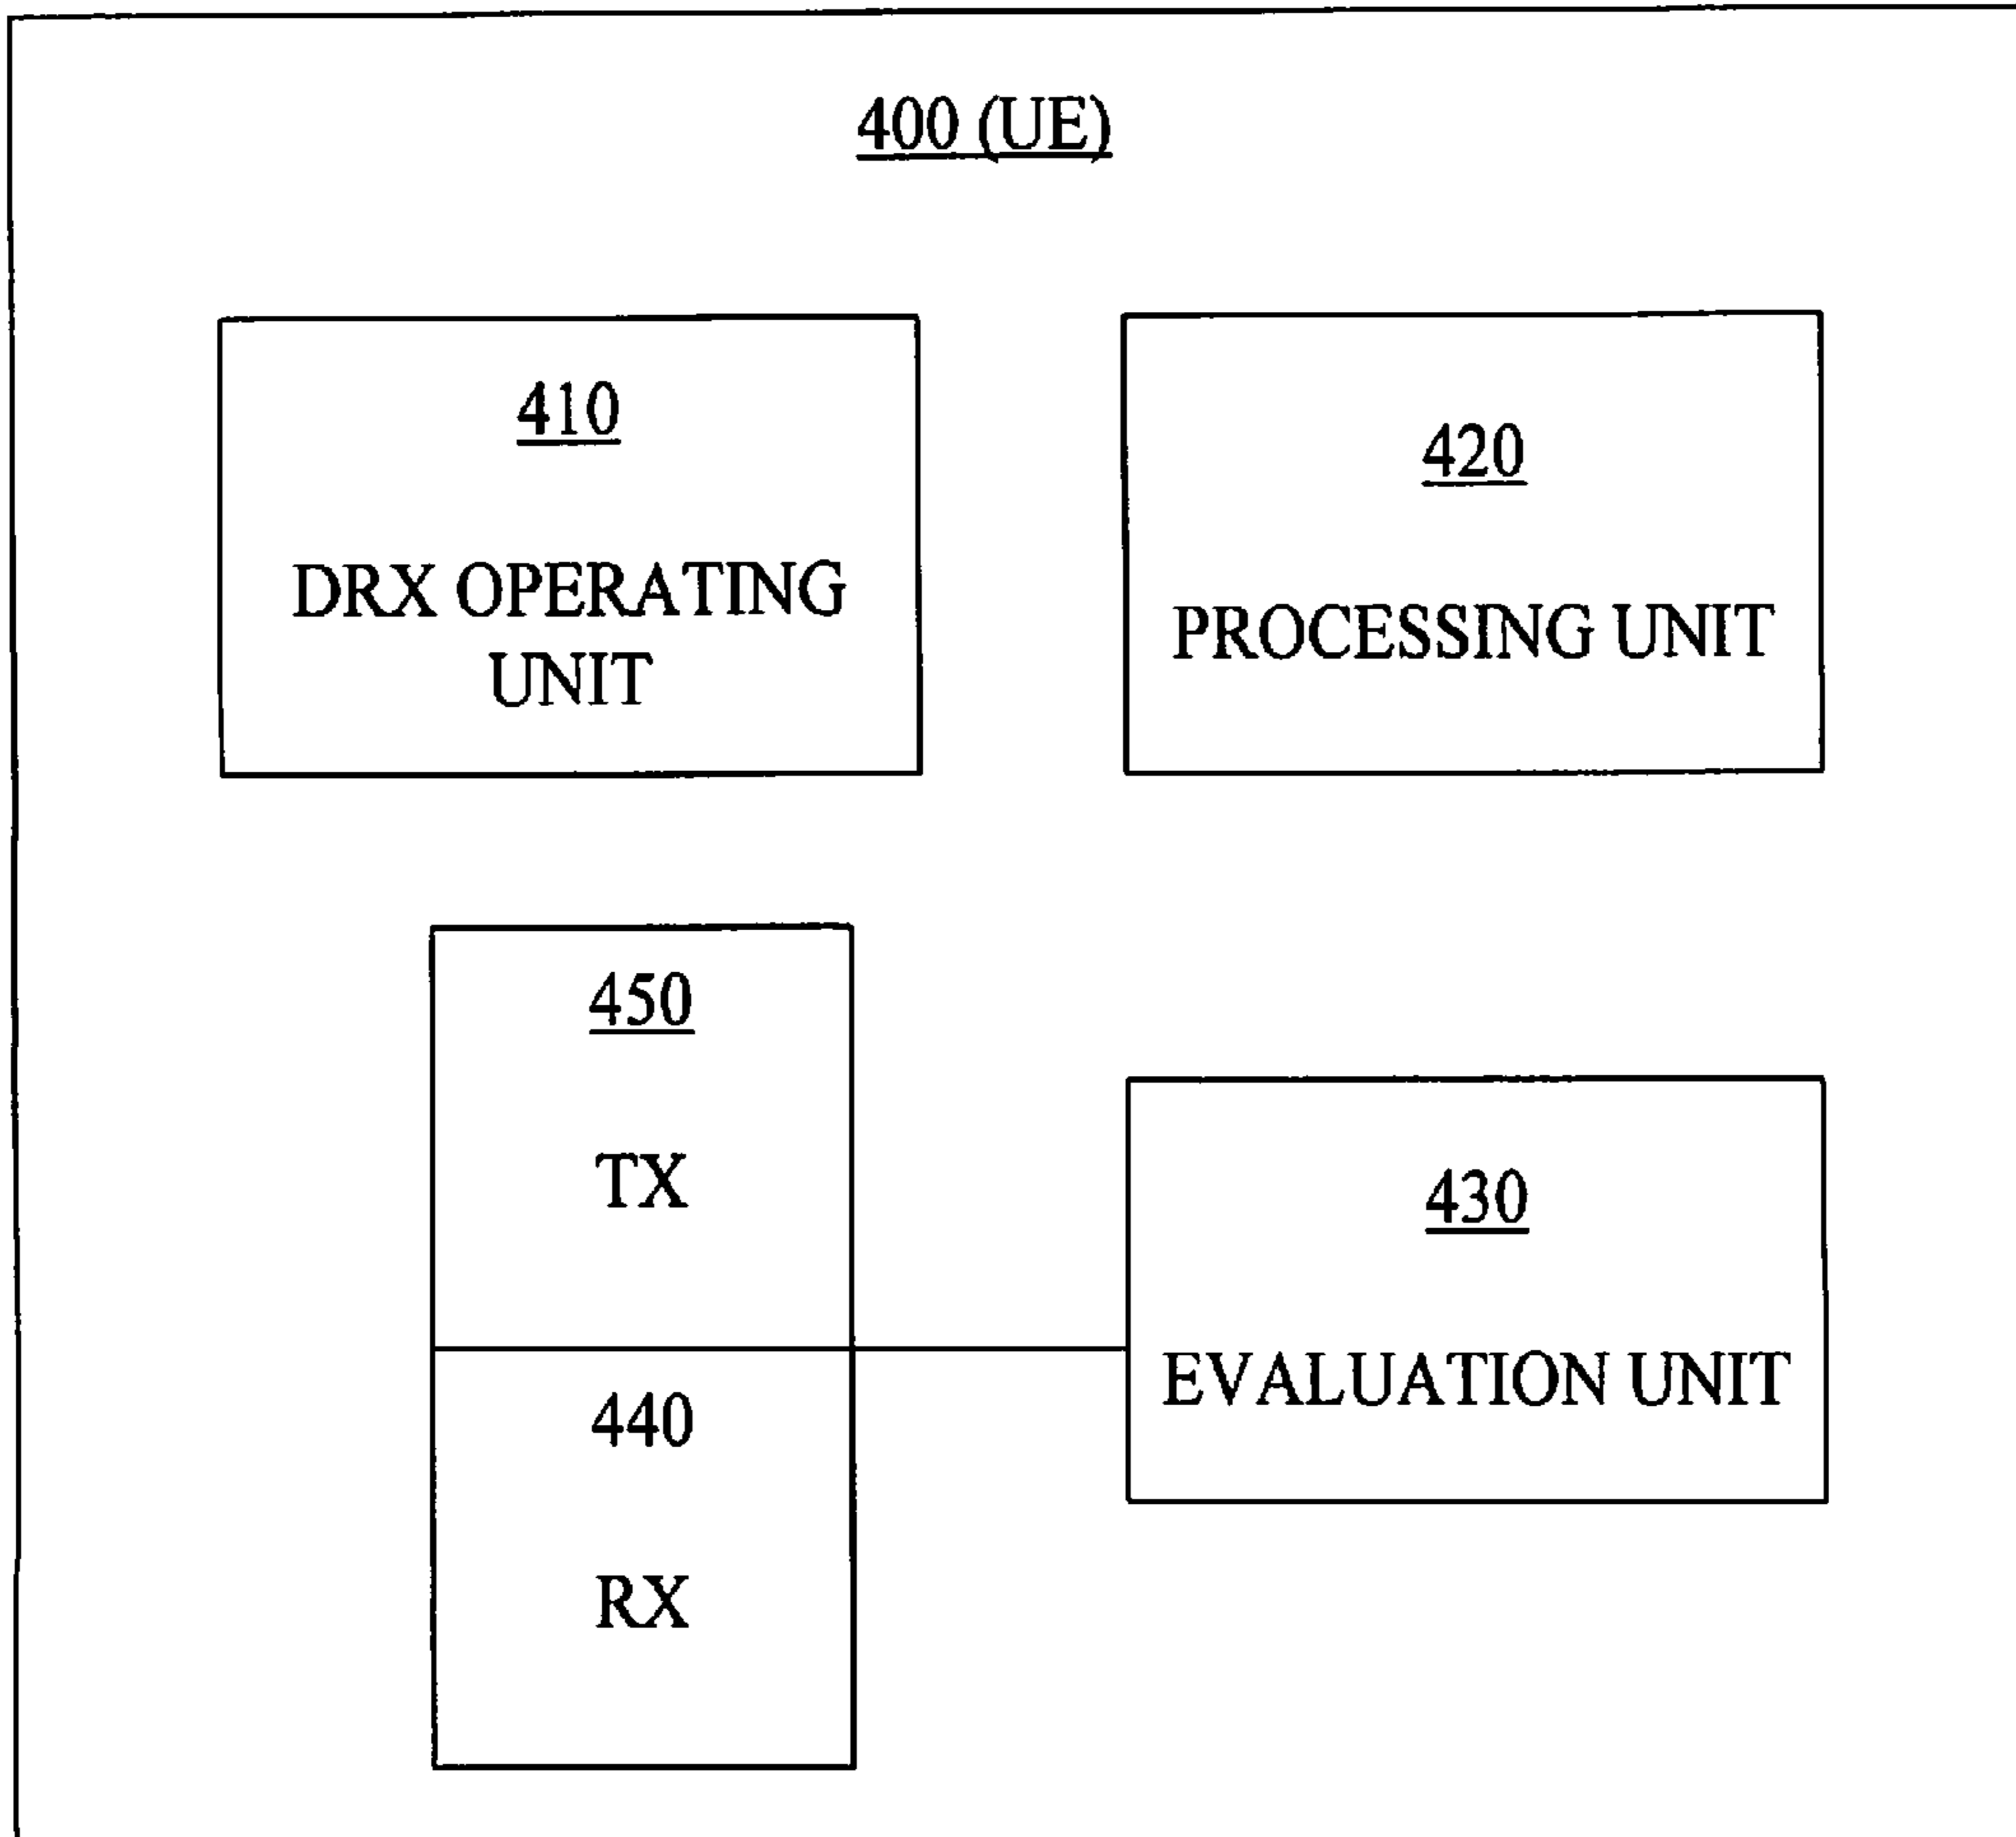 400 (UE)
410
DRX OPERATING
UNIT
420
PROCESSING UNIT
450
TX
430
EVALUATION UNIT
440
RX